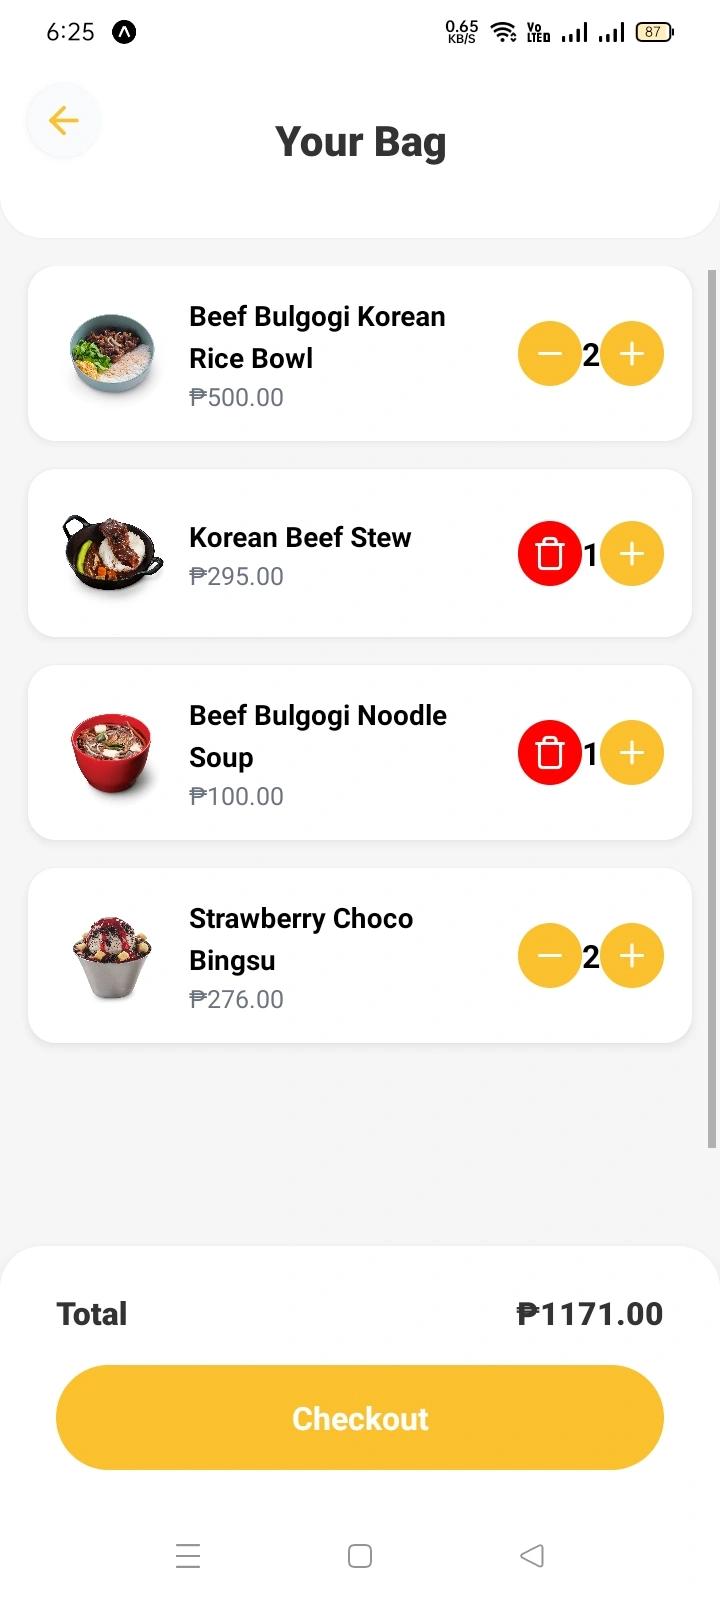 6:25 0.65 KB/S Vo LTE 87
Your Bag
Beef Bulgogi Korean
Rice Bowl
₱500.00
2
Korean Beef Stew
₱295.00
1
Beef Bulgogi Noodle
Soup
₱100.00
1
Strawberry Choco
Bingsu
₱276.00
2
Total ₱1171.00
Checkout